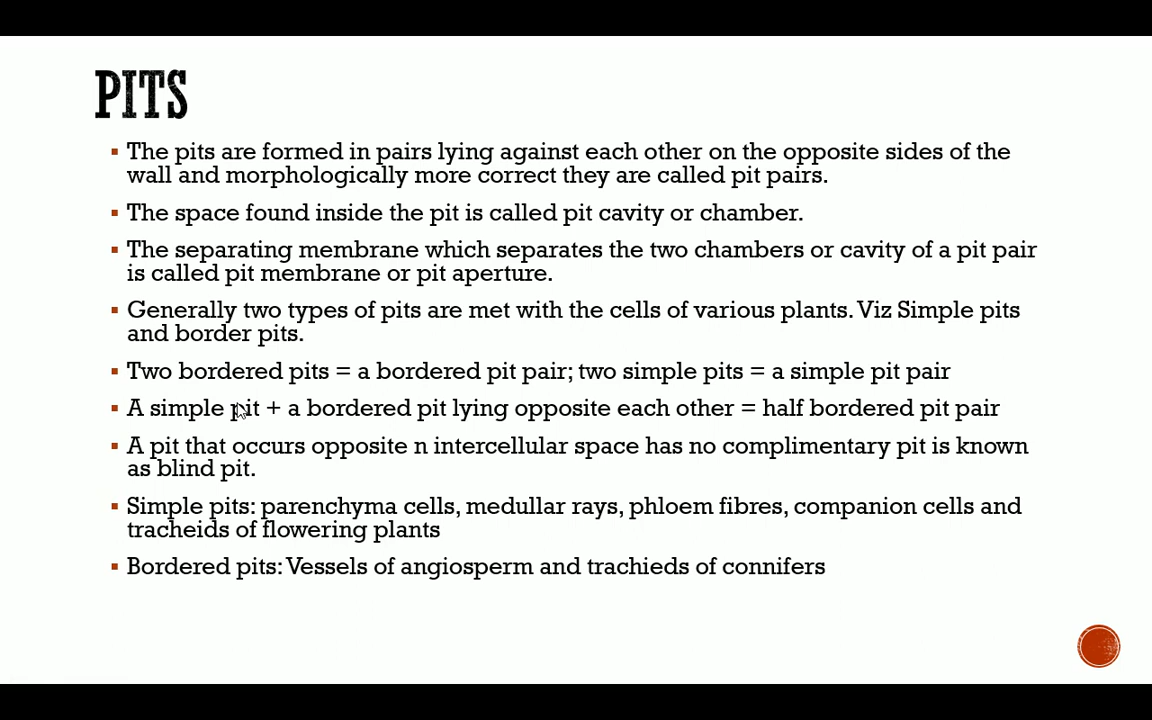 PITS
▪ The pits are formed in pairs lying against each other on the opposite sides of the
wall and morphologically more correct they are called pit pairs.
▪ The space found inside the pit is called pit cavity or chamber.
▪ The separating membrane which separates the two chambers or cavity of a pit pair
is called pit membrane or pit aperture.
▪ Generally two types of pits are met with the cells of various plants. Viz Simple pits
and border pits.
▪ Two bordered pits = a bordered pit pair; two simple pits = a simple pit pair
▪ A simple pit + a bordered pit lying opposite each other = half bordered pit pair
▪ A pit that occurs opposite n intercellular space has no complimentary pit is known
as blind pit.
▪ Simple pits: parenchyma cells, medullar rays, phloem fibres, companion cells and
tracheids of flowering plants
▪ Bordered pits: Vessels of angiosperm and trachieds of connifers